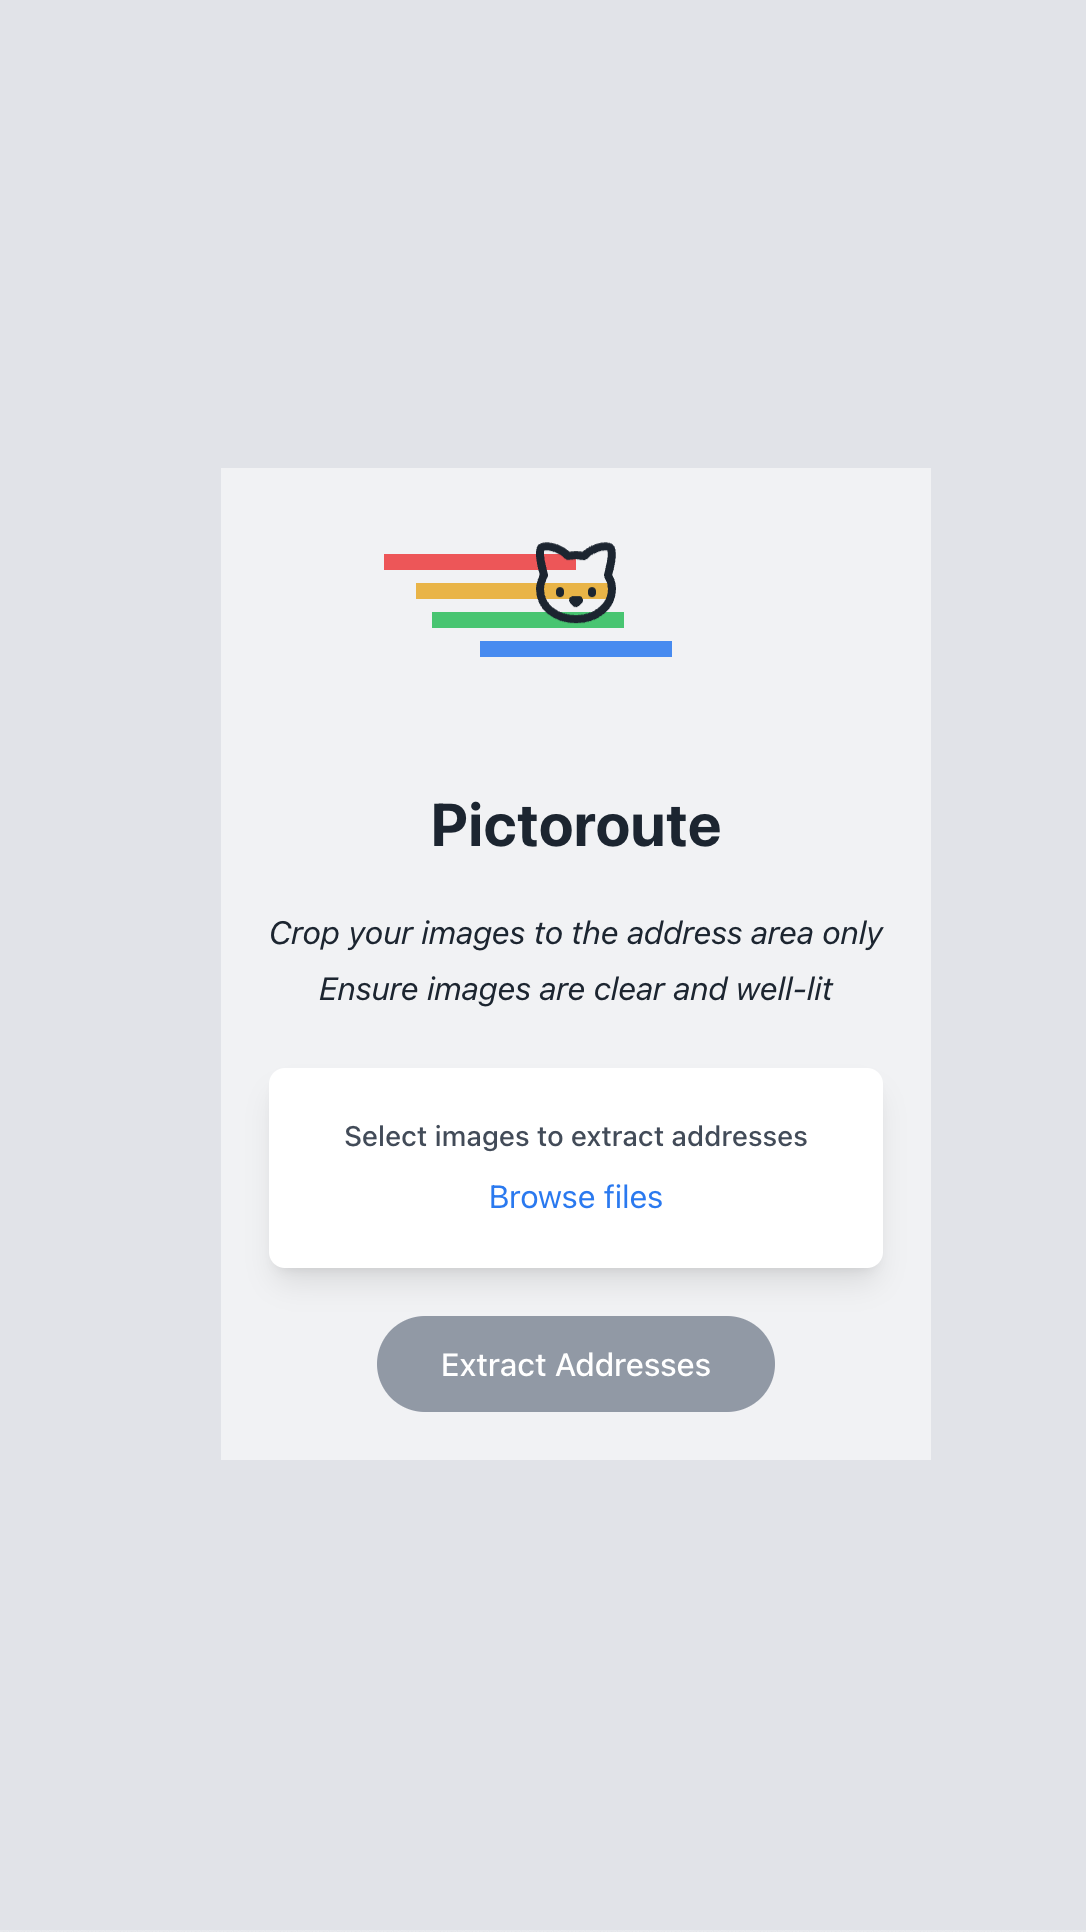 Pictoroute
Crop your images to the address area only
Ensure images are clear and well-lit
Select images to extract addresses
Browse files
Extract Addresses